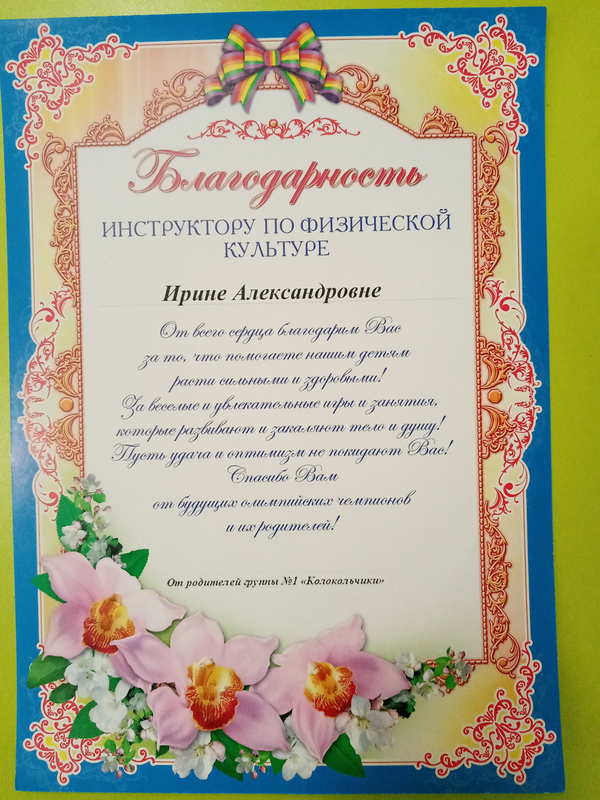 Благодарность
ИНСТРУКТОРУ ПО ФИЗИЧЕСКОЙ
КУЛЬТУРЕ
Ирине Александровне
От всего сердца благодарим Вас
за то, что помогаете нашим детям
расти сильными и здоровыми!
За веселые и увлекательные игры и занятия,
которые развивают и закаляют тело и душу!
Пусть удача и оптимизм не покидают Вас!
Спасибо Вам
от будущих олимпийских чемпионов
и их родителей!
От родителей группы №1 «Колокольчики»